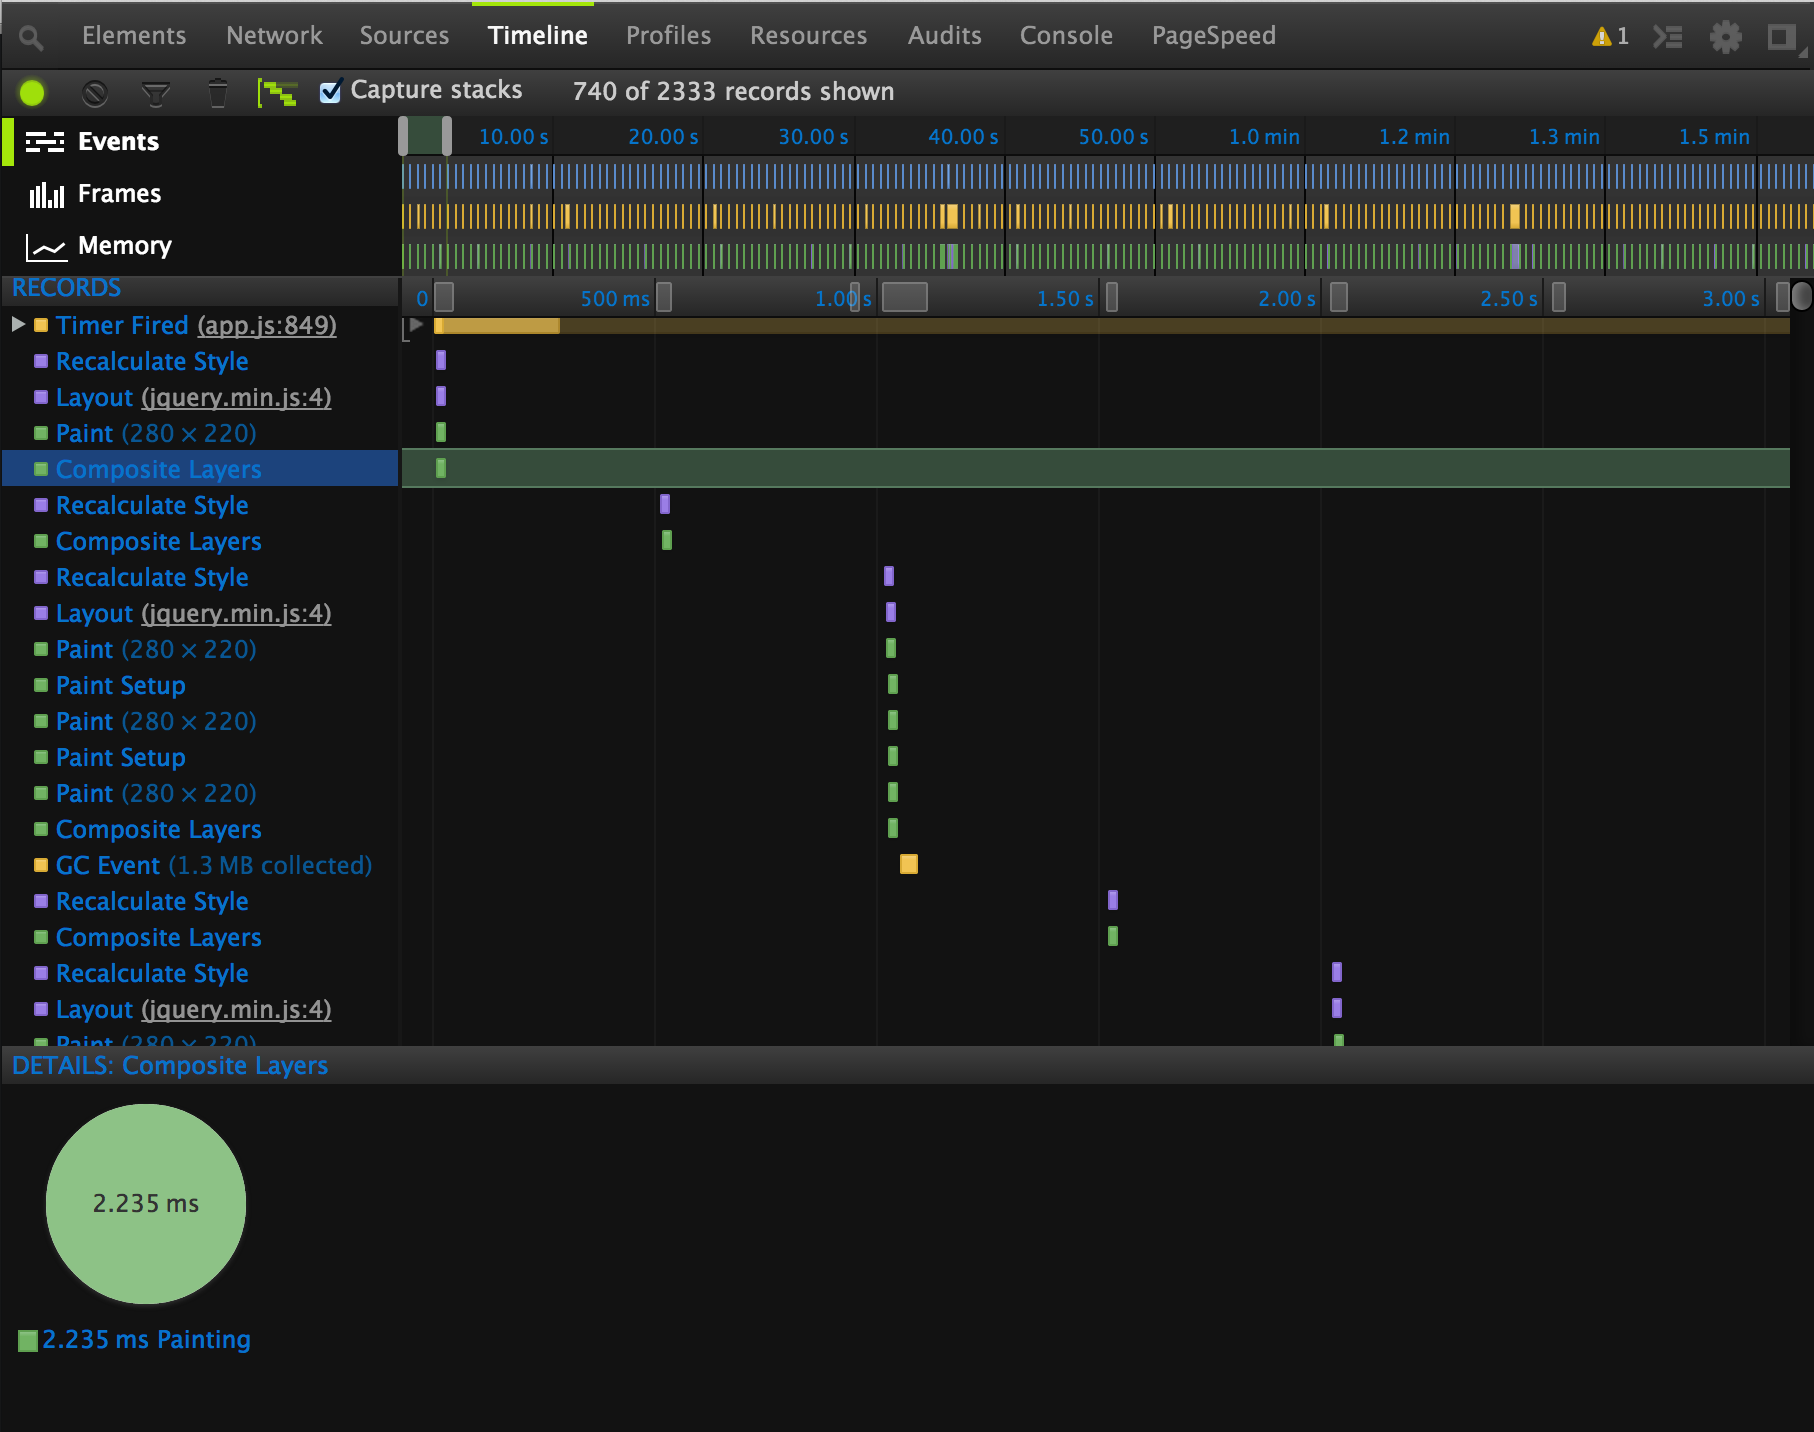 Elements Network Sources Timeline Profiles Resources Audits Console PageSpeed 1
Capture stacks 740 of 2333 records shown
Events
Frames
Memory
10.00 s 20.00 s 30.00 s 40.00 s 50.00 s 1.0 min 1.2 min 1.3 min 1.5 min
RECORDS
0 500 ms 1.00 s 1.50 s 2.00 s 2.50 s 3.00 s
Timer Fired (app.js:849)
Recalculate Style
Layout (jquery.min.js:4)
Paint (280 × 220)
Composite Layers
Recalculate Style
Composite Layers
Recalculate Style
Layout (jquery.min.js:4)
Paint (280 × 220)
Paint Setup
Paint (280 × 220)
Paint Setup
Paint (280 × 220)
Composite Layers
GC Event (1.3 MB collected)
Recalculate Style
Composite Layers
Recalculate Style
Layout (jquery.min.js:4)
Paint (280 × 220)
DETAILS: Composite Layers
2.235 ms
2.235 ms Painting